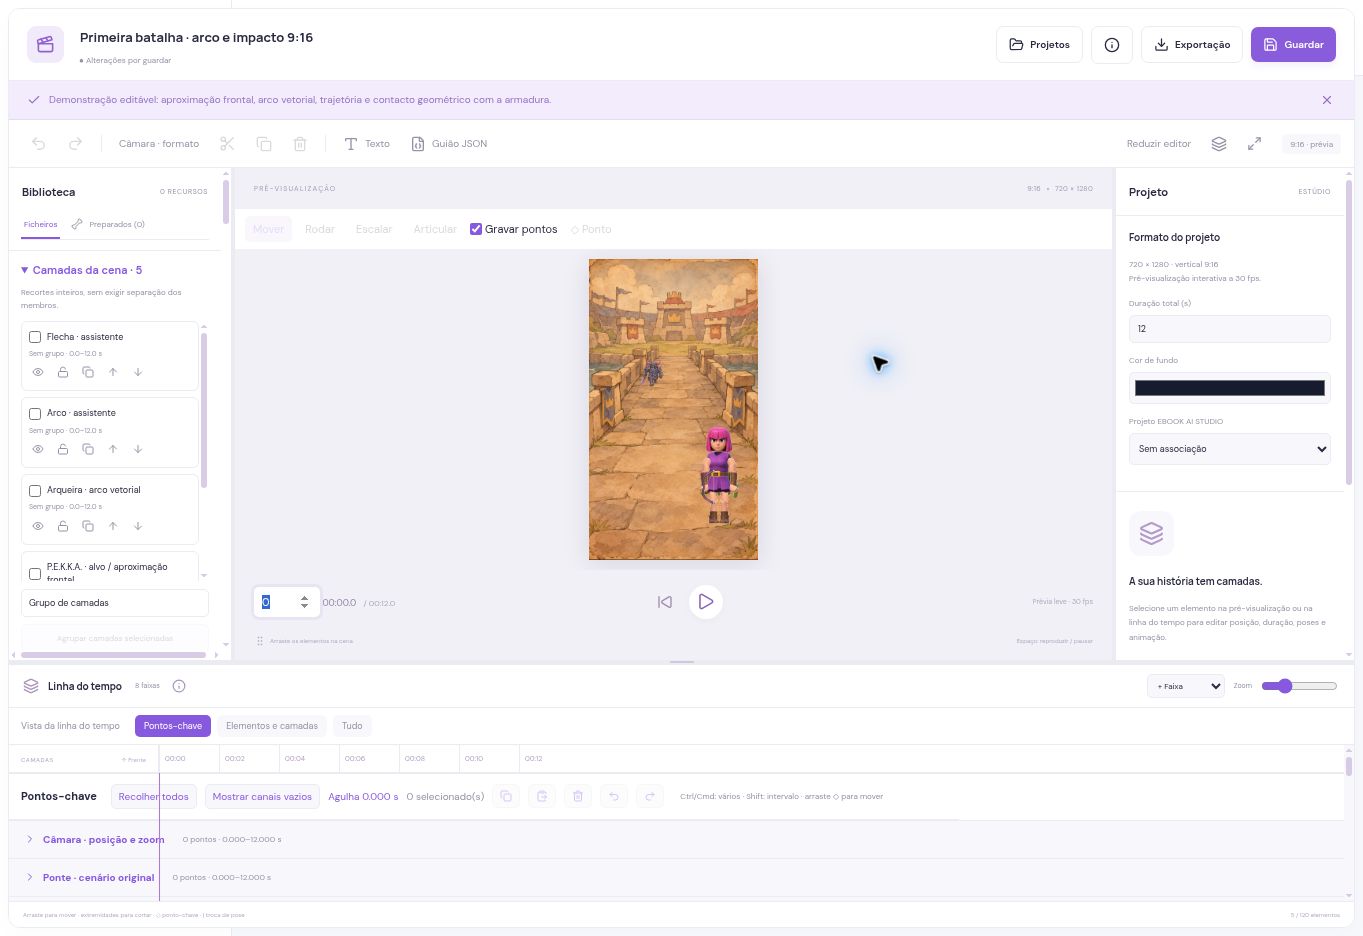 Primeira batalha · arco e impacto 9:16
● Alterações por guardar
Projetos
Exportação
Guardar
Demonstração editável: aproximação frontal, arco vetorial, trajetória e contacto geométrico com a armadura.
Câmara · formato
Texto
Guião JSON
Reduzir editor
9:16 · prévia
Biblioteca
0 RECURSOS
Ficheiros
Preparados (0)
▼ Camadas da cena · 5
Recortes inteiros, sem exigir separação dos
membros.
Flecha · assistente
Sem grupo · 0.0–12.0 s
Arco · assistente
Sem grupo · 0.0–12.0 s
Arqueira · arco vetorial
Sem grupo · 0.0–12.0 s
P.E.K.K.A. · alvo / aproximação
frontal
Grupo de camadas
Agrupar camadas selecionadas
PRÉ-VISUALIZAÇÃO
9:16 • 720 × 1280
Mover
Rodar
Escalar
Articular
Gravar pontos
◇ Ponto
0
00:00.0
/ 00:12.0
Prévia leve · 30 fps
Arraste os elementos na cena
Espaço: reproduzir / pausar
Projeto
ESTÚDIO
Formato do projeto
720 × 1280 · vertical 9:16
Pré-visualização interativa a 30 fps.
Duração total (s)
12
Cor de fundo
Projeto EBOOK AI STUDIO
Sem associação
A sua história tem camadas.
Selecione um elemento na pré-visualização ou na
linha do tempo para editar posição, duração, poses e
animação.
Linha do tempo
8 faixas
+ Faixa
Zoom
Vista da linha do tempo
Pontos-chave
Elementos e camadas
Tudo
CAMADAS
↑ Frente
00:00
00:02
00:04
00:06
00:08
00:10
00:12
Pontos-chave
Recolher todos
Mostrar canais vazios
Agulha 0.000 s
0 selecionado(s)
Ctrl/Cmd: vários · Shift: intervalo · arraste ◇ para mover
Câmara · posição e zoom
0 pontos · 0.000–12.000 s
Ponte · cenário original
0 pontos · 0.000–12.000 s
Arraste para mover · extremidades para cortar · ◇ ponto-chave · | troca de pose
5 / 120 elementos